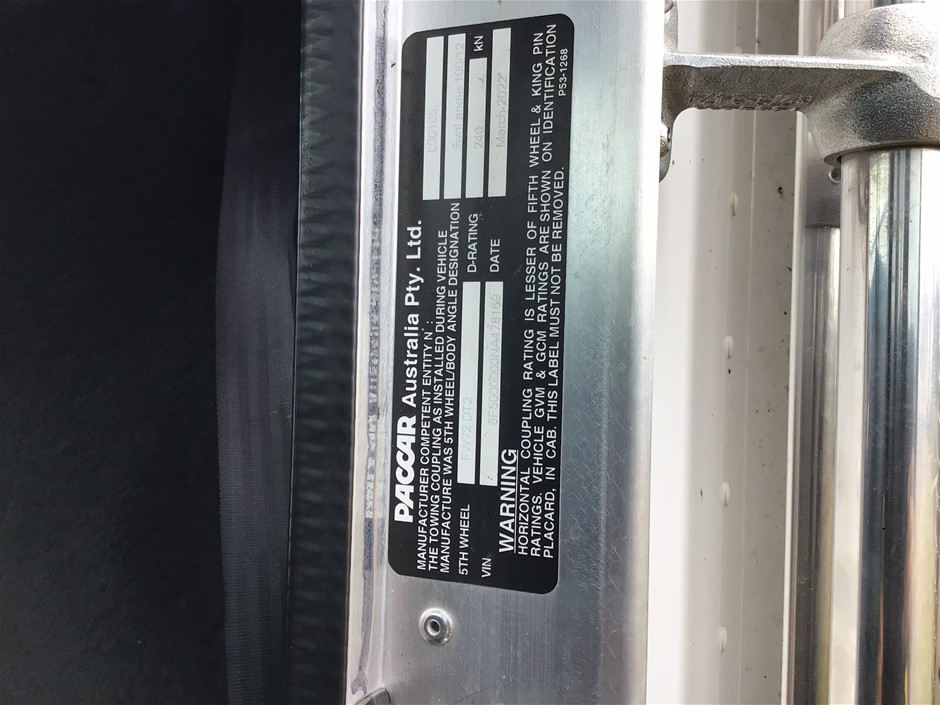 PACCAR Australia Pty. Ltd.
MANUFACTURER COMPETENT ENTITY N°:
THE TOWING COUPLING AS INSTALLED DURING VEHICLE
MANUFACTURE WAS 5TH WHEEL/BODY ANGLE DESIGNATION
5TH WHEEL FW72 DT2 D-RATING 240 kN
VIN: DATE March-2022
WARNING
HORIZONTAL COUPLING RATING IS LESSER OF FIFTH WHEEL & KING PIN
RATINGS. VEHICLE GVM & GCM RATINGS ARE SHOWN ON IDENTIFICATION
PLACARD, IN CAB. THIS LABEL MUST NOT BE REMOVED.
P53-1268